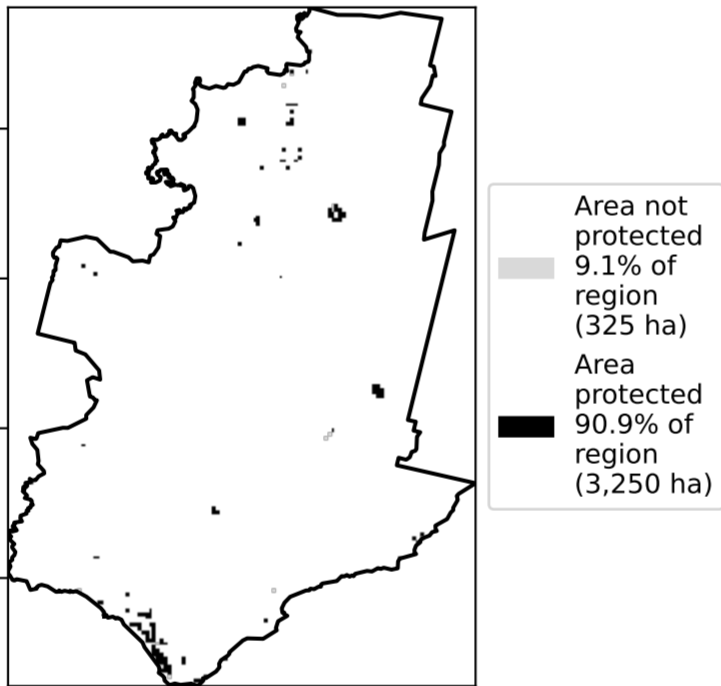 Area not
protected
9.1% of
region
(325 ha)
Area
protected
90.9% of
region
(3,250 ha)